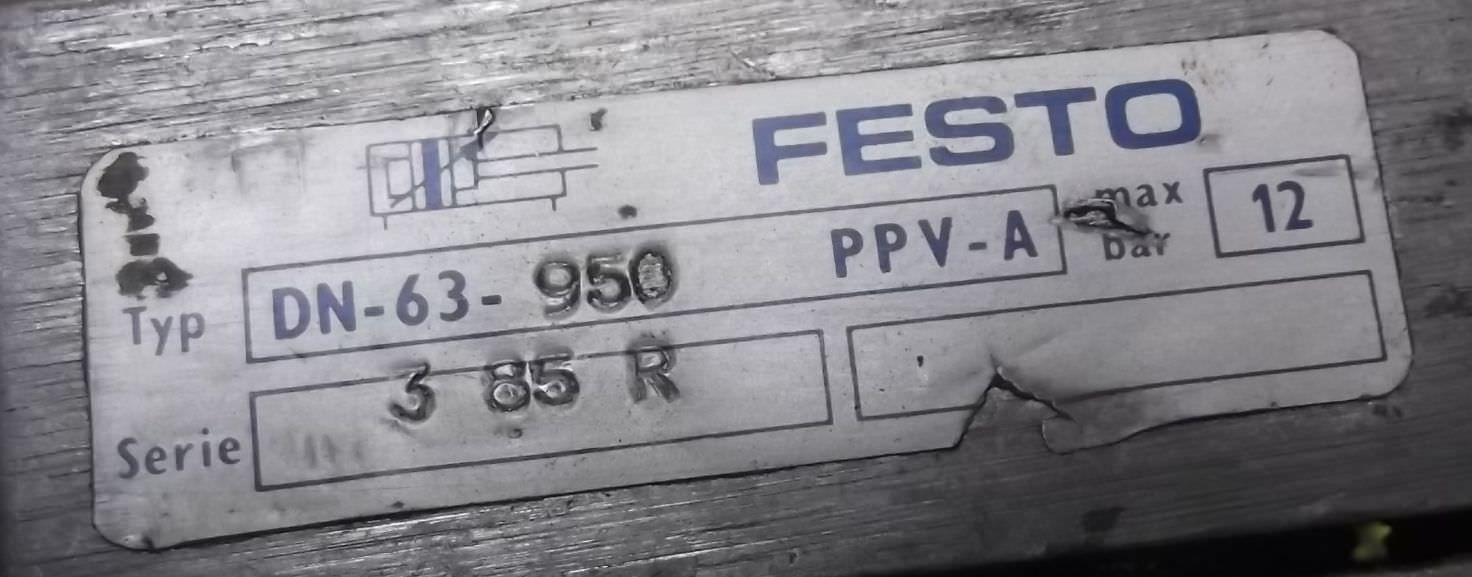 FESTO
Typ DN-63-950 PPV-A max bar 12
Serie 3 85 R